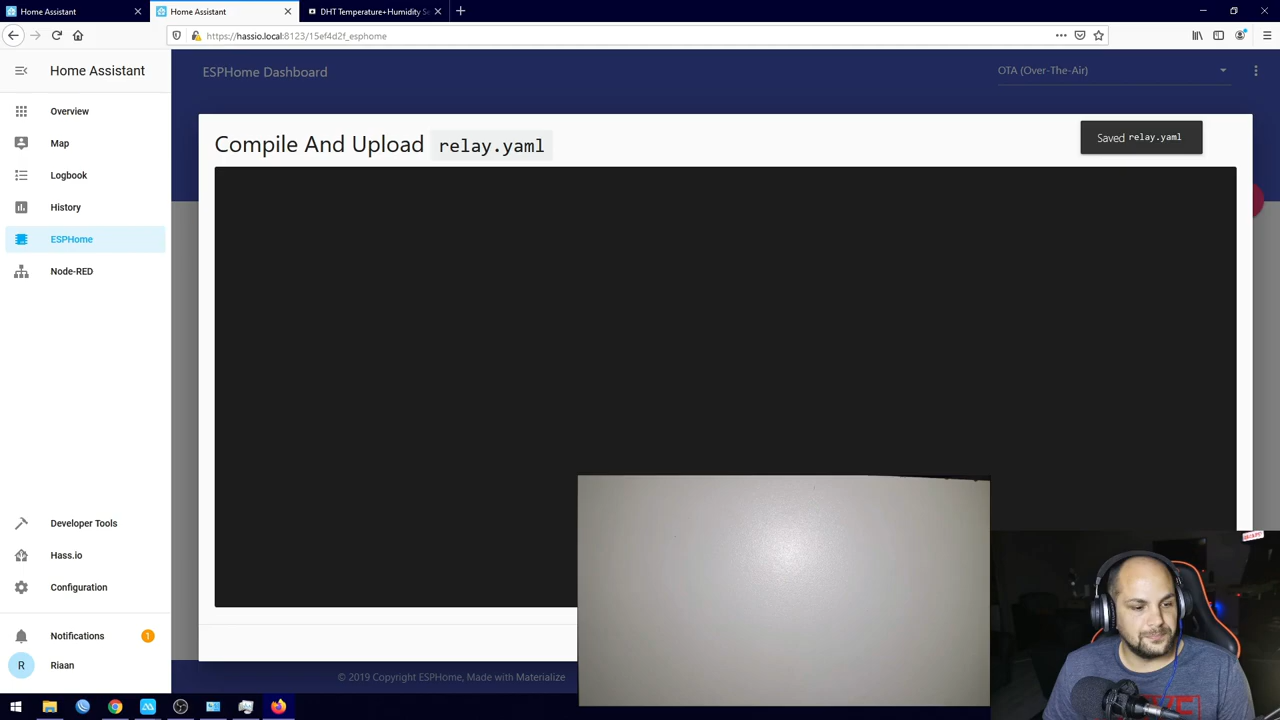 Home Assistant
Home Assistant
DHT Temperature+Humidity Se
https://hassio.local:8123/15ef4d2f_esphome
Home Assistant
ESPHome Dashboard
OTA (Over-The-Air)
Overview
Map
Logbook
History
ESPHome
Node-RED
Compile And Upload relay.yaml
Saved relay.yaml
Developer Tools
Hass.io
Configuration
Notifications
1
R
Riaan
© 2019 Copyright ESPHome, Made with Materialize